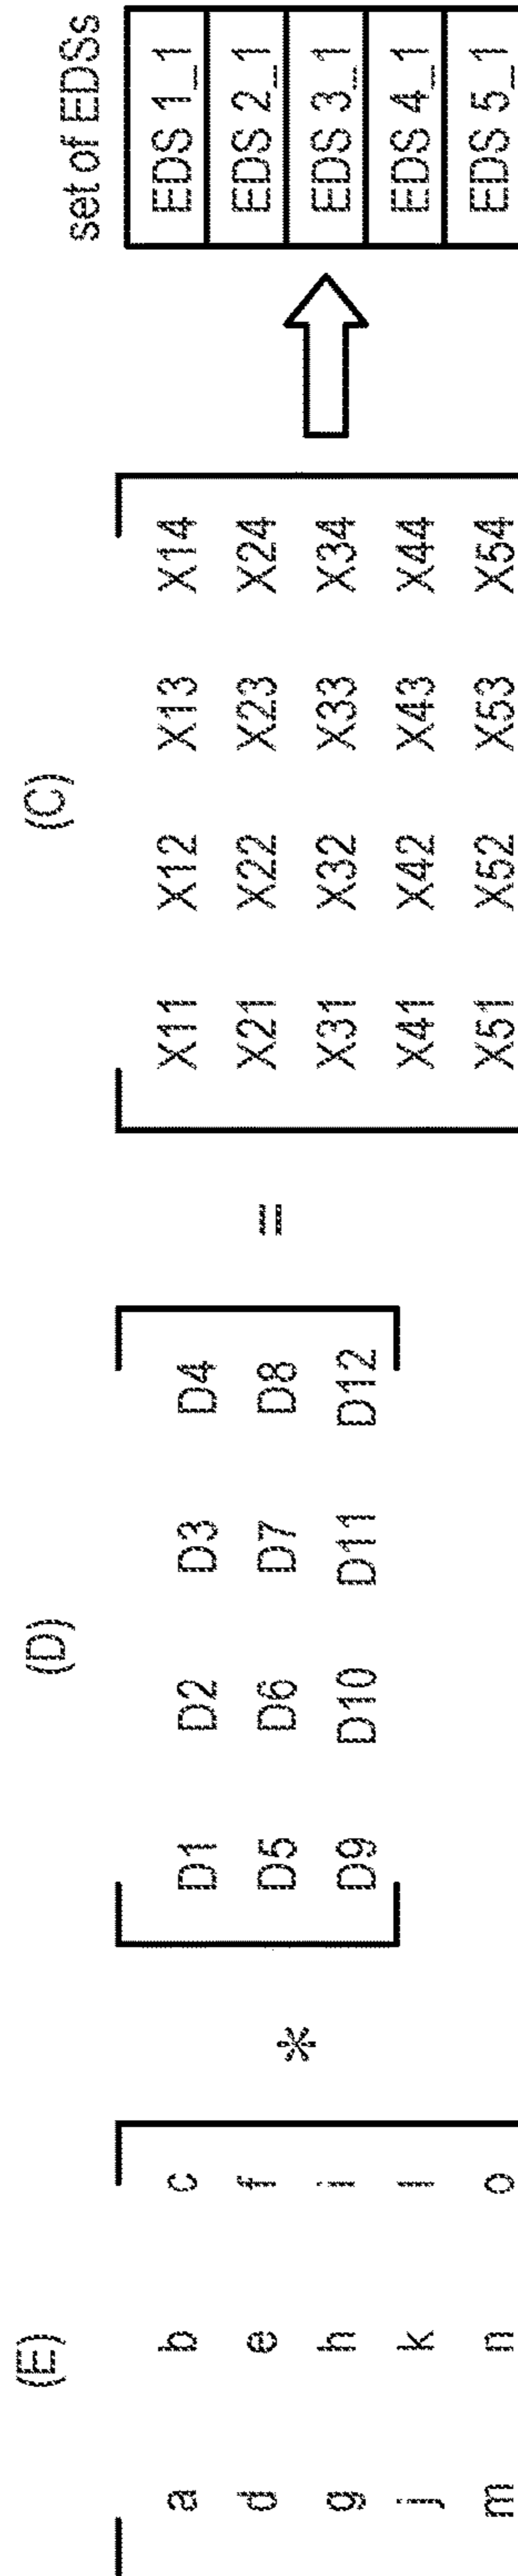 (E) (D) (C) set of EDSs
a b c D1 D2 D3 D4 X11 X12 X13 X14 EDS 1_1
d e f * D5 D6 D7 D8 = X21 X22 X23 X24 EDS 2_1
g h i D9 D10 D11 D12 X31 X32 X33 X34 EDS 3_1
j k l X41 X42 X43 X44 EDS 4_1
m n o X51 X52 X53 X54 EDS 5_1